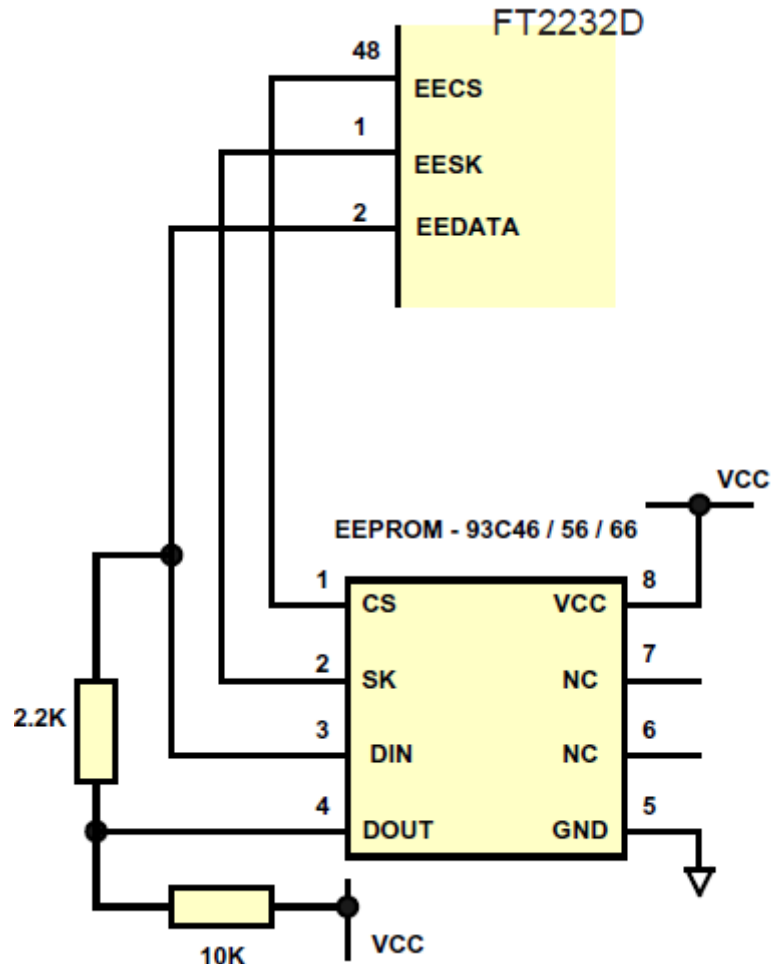 FT2232D
48
EECS
1
EESK
2
EEDATA
VCC
EEPROM - 93C46 / 56 / 66
1
CS
VCC
8
2
SK
NC
7
2.2K
3
DIN
NC
6
4
DOUT
GND
5
10K
VCC